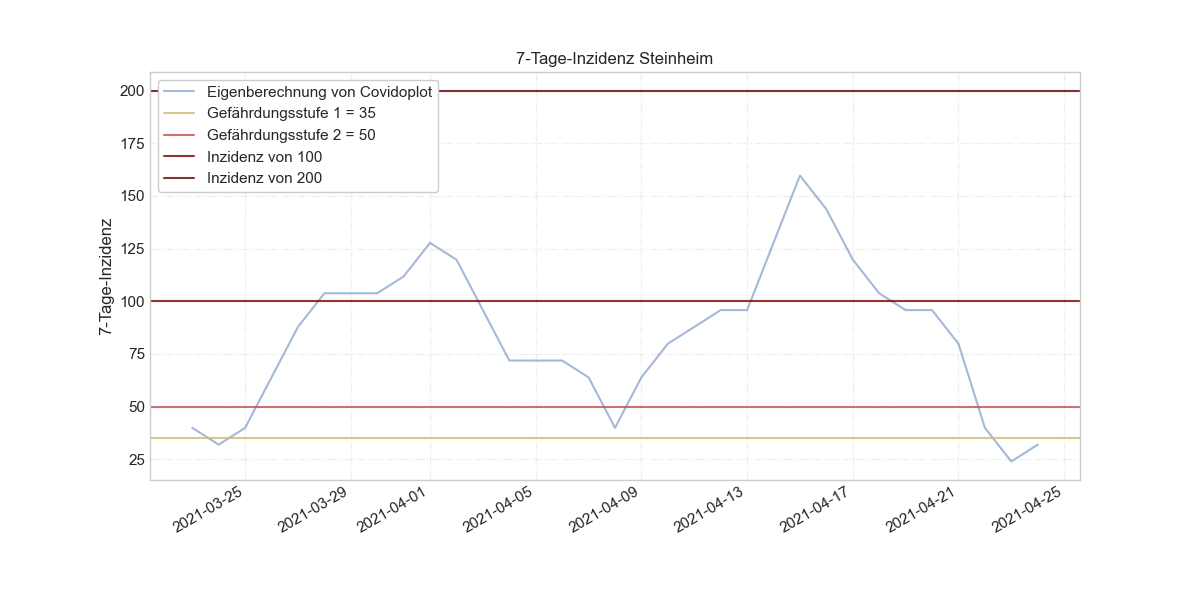 7-Tage-Inzidenz Steinheim
Eigenberechnung von Covidoplot
Gefährdungsstufe 1 = 35
Gefährdungsstufe 2 = 50
Inzidenz von 100
Inzidenz von 200
7-Tage-Inzidenz
200
175
150
125
100
75
50
25
2021-03-25
2021-03-29
2021-04-01
2021-04-05
2021-04-09
2021-04-13
2021-04-17
2021-04-21
2021-04-25